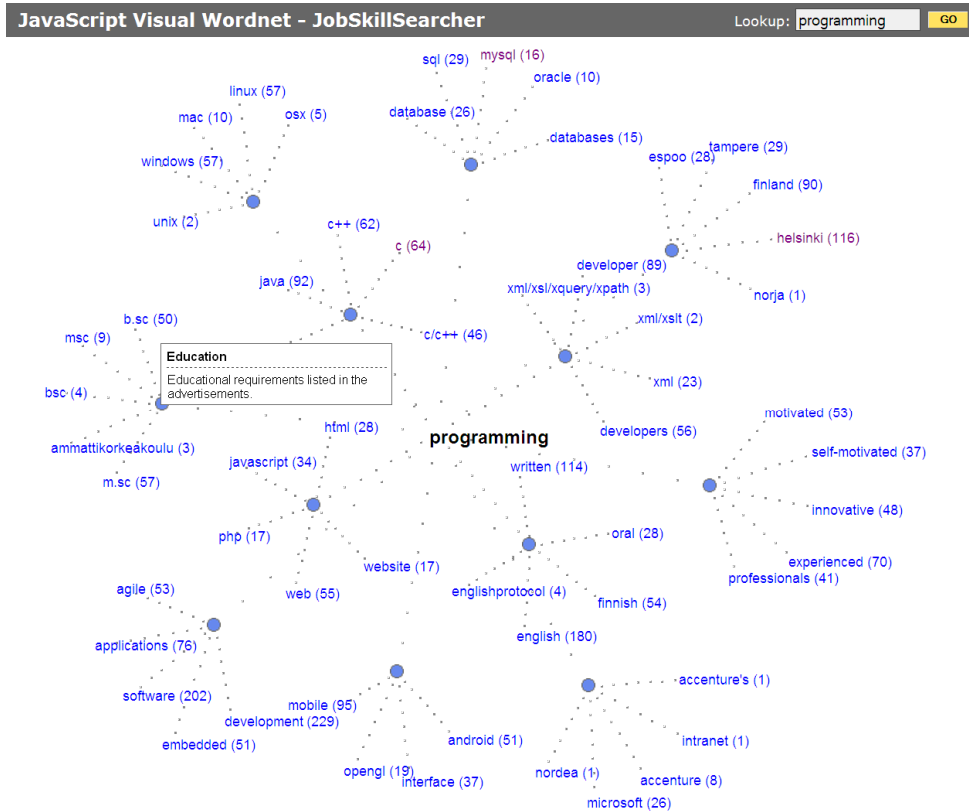 JavaScript Visual Wordnet - JobSkillSearcher
Lookup: programming GO
sql (29)
mysql (16)
oracle (10)
database (26)
databases (15)
linux (57)
mac (10)
osx (5)
windows (57)
unix (2)
espoo (28)
tampere (29)
finland (90)
helsinki (116)
norja (1)
c++ (62)
c (64)
java (92)
c/c++ (46)
developer (89)
xml/xsl/xquery/xpath (3)
xml/xslt (2)
xml (23)
developers (56)
b.sc (50)
msc (9)
bsc (4)
ammattikorkeakoulu (3)
m.sc (57)
Education
Educational requirements listed in the
advertisements.
programming
html (28)
javascript (34)
php (17)
web (55)
website (17)
written (114)
oral (28)
englishprotocol (4)
finnish (54)
english (180)
motivated (53)
self-motivated (37)
innovative (48)
experienced (70)
professionals (41)
agile (53)
applications (76)
software (202)
development (229)
embedded (51)
mobile (95)
android (51)
opengl (19)
interface (37)
accenture's (1)
intranet (1)
nordea (1)
accenture (8)
microsoft (26)